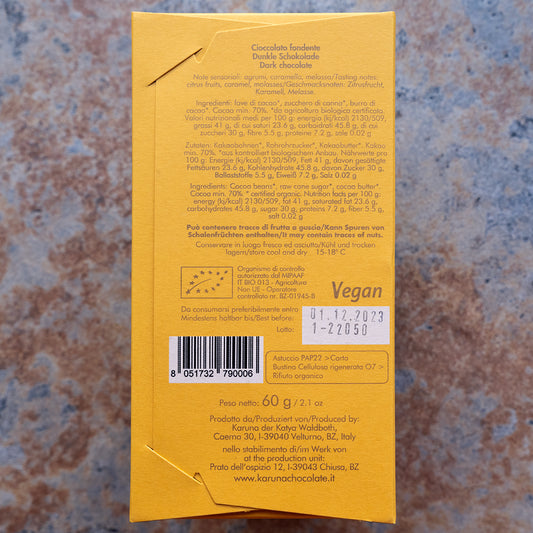 Cioccolato fondente
Dunkle Schokolade
Dark chocolate
Note sensoriali: agrumi, caramella, melassa/Tasting notes:
citrus fruits, caramel, molasses/Geschmacksnoten: Zitrusfrucht,
Karamell, Melasse.
Ingredienti: fave di cacao*, zucchero di canna*, burro di
cacao*. Cacao min. 70%. *da agricoltura biologica certificata.
Valori nutrizionali medi per 100 g: energia (kj/kcal) 2130/509,
grassi 41 g, di cui saturi 23.6 g, carboidrati 45.8 g, di cui
zuccheri 30 g, fibre 5.5 g, proteine 7.2 g, sale 0.02 g
Zutaten: Kakaobohnen*, Rohrohrzucker*, Kakaobutter*. Kakao
min. 70%. *aus kontrolliert biologischem Anbau. Nährwerte pro
100 g: Energie (kj/kcal) 2130/509, Fett 41 g, davon gesättigte
Fettsäuren 23.6 g, Kohlenhydrate 45.8 g, davon Zucker 30 g,
Ballaststoffe 5.5 g, Eiweiß 7.2 g, Salz 0.02 g
Ingredients: Cocoa beans*, raw cane sugar*, cocoa butter*.
Cocoa min. 70%. * certified organic. Nutrition facts per 100 g:
energy (kj/kcal) 2130/509, fat 41 g, saturated fat 23.6 g,
carbohydrates 45.8 g, sugar 30 g, proteins 7.2 g, fiber 5.5 g,
salt 0.02 g
Può contenere tracce di frutta a guscio/Kann Spuren von
Schalenfrüchten enthalten/It may contain traces of nuts.
Conservare in luogo fresco ed asciutto/Kühl und trocken
lagern/store cool and dry 15-18° C
Organismo di controllo
autorizzato dal MIPAAF
IT BIO 013 - Agricoltura
Non UE - Operatore
controllato nr. BZ-01945-B
Vegan
Da consumarsi preferibilmente entro
Mindestens haltbar bis/Best before:
01.12.2023
Lotto:
1-22050
8 051732 790006
Astuccio PAP22 > Carta
Bustina Cellulosa rigenerata 07 >
Rifiuto organico
Peso netto: 60 g / 2.1 oz
Prodotto da/Produziert von/Produced by:
Karuna der Katya Waldboth,
Caerna 30, I-39040 Velturno, BZ, Italy
nello stabilimento di/im Werk von
at the production unit:
Prato dell'ospizio 12, I-39043 Chiusa, BZ
www.karunachocolate.it